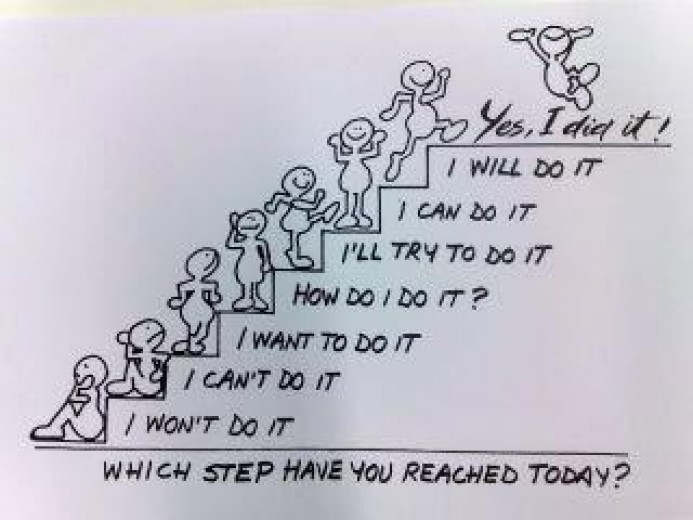 Yes, I did it!
I WILL DO IT
I CAN DO IT
I'LL TRY TO DO IT
HOW DO I DO IT?
I WANT TO DO IT
I CAN'T DO IT
I WON'T DO IT
WHICH STEP HAVE YOU REACHED TODAY?